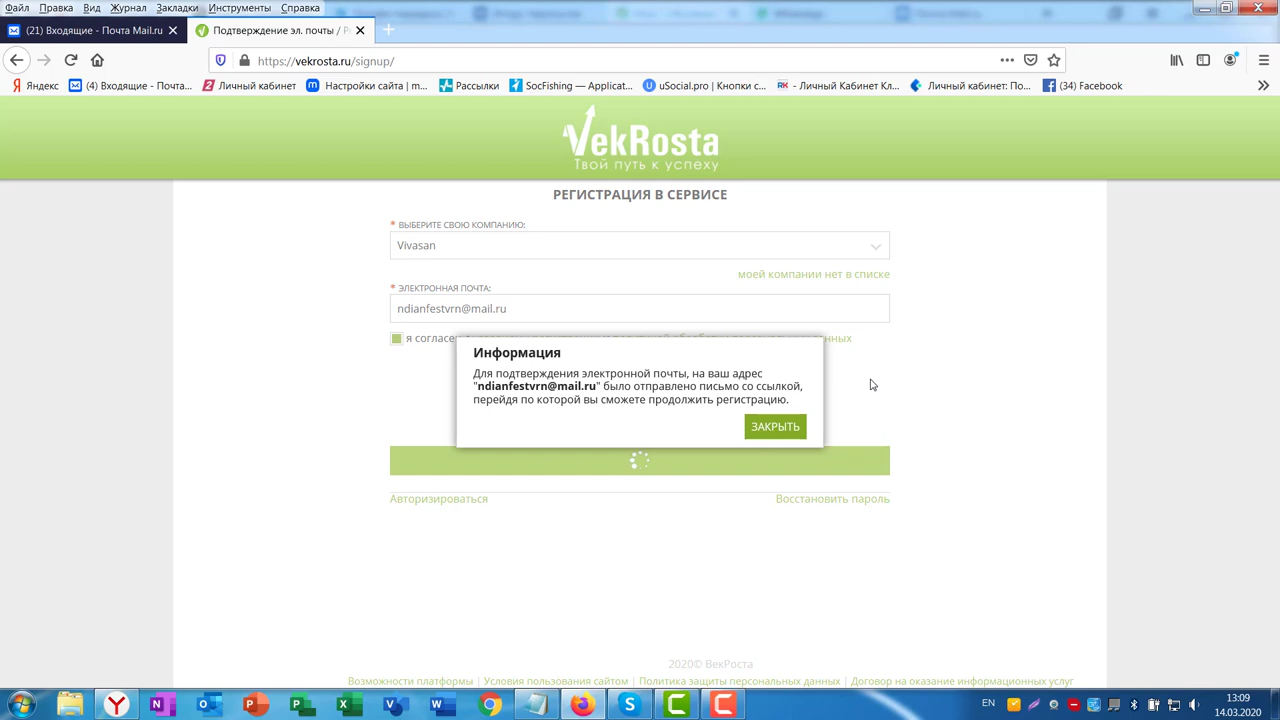 Файл Правка Вид Журнал Закладки Инструменты Справка
(21) Входящие - Почта Mail.ru
Подтверждение эл. почты / Р
https://vekrosta.ru/signup/
Яндекс
(4) Входящие - Почта...
Личный кабинет
Настройки сайта | m...
Рассылки
SocFishing — Applicat...
uSocial.pro | Кнопки с...
RK - Личный Кабинет Кл...
Личный кабинет: По...
(34) Facebook
VekRosta
Твой путь к успеху
РЕГИСТРАЦИЯ В СЕРВИСЕ
* ВЫБЕРИТЕ СВОЮ КОМПАНИЮ:
Vivasan
моей компании нет в списке
* ЭЛЕКТРОННАЯ ПОЧТА:
ndianfestvrn@mail.ru
я согласен
Информация
Для подтверждения электронной почты, на ваш адрес
"ndianfestvrn@mail.ru" было отправлено письмо со ссылкой,
перейдя по которой вы сможете продолжить регистрацию.
ЗАКРЫТЬ
Авторизироваться
Восстановить пароль
2020© ВекРоста
Возможности платформы | Условия пользования сайтом | Политика защиты персональных данных | Договор на оказание информационных услуг
EN
13:09
14.03.2020